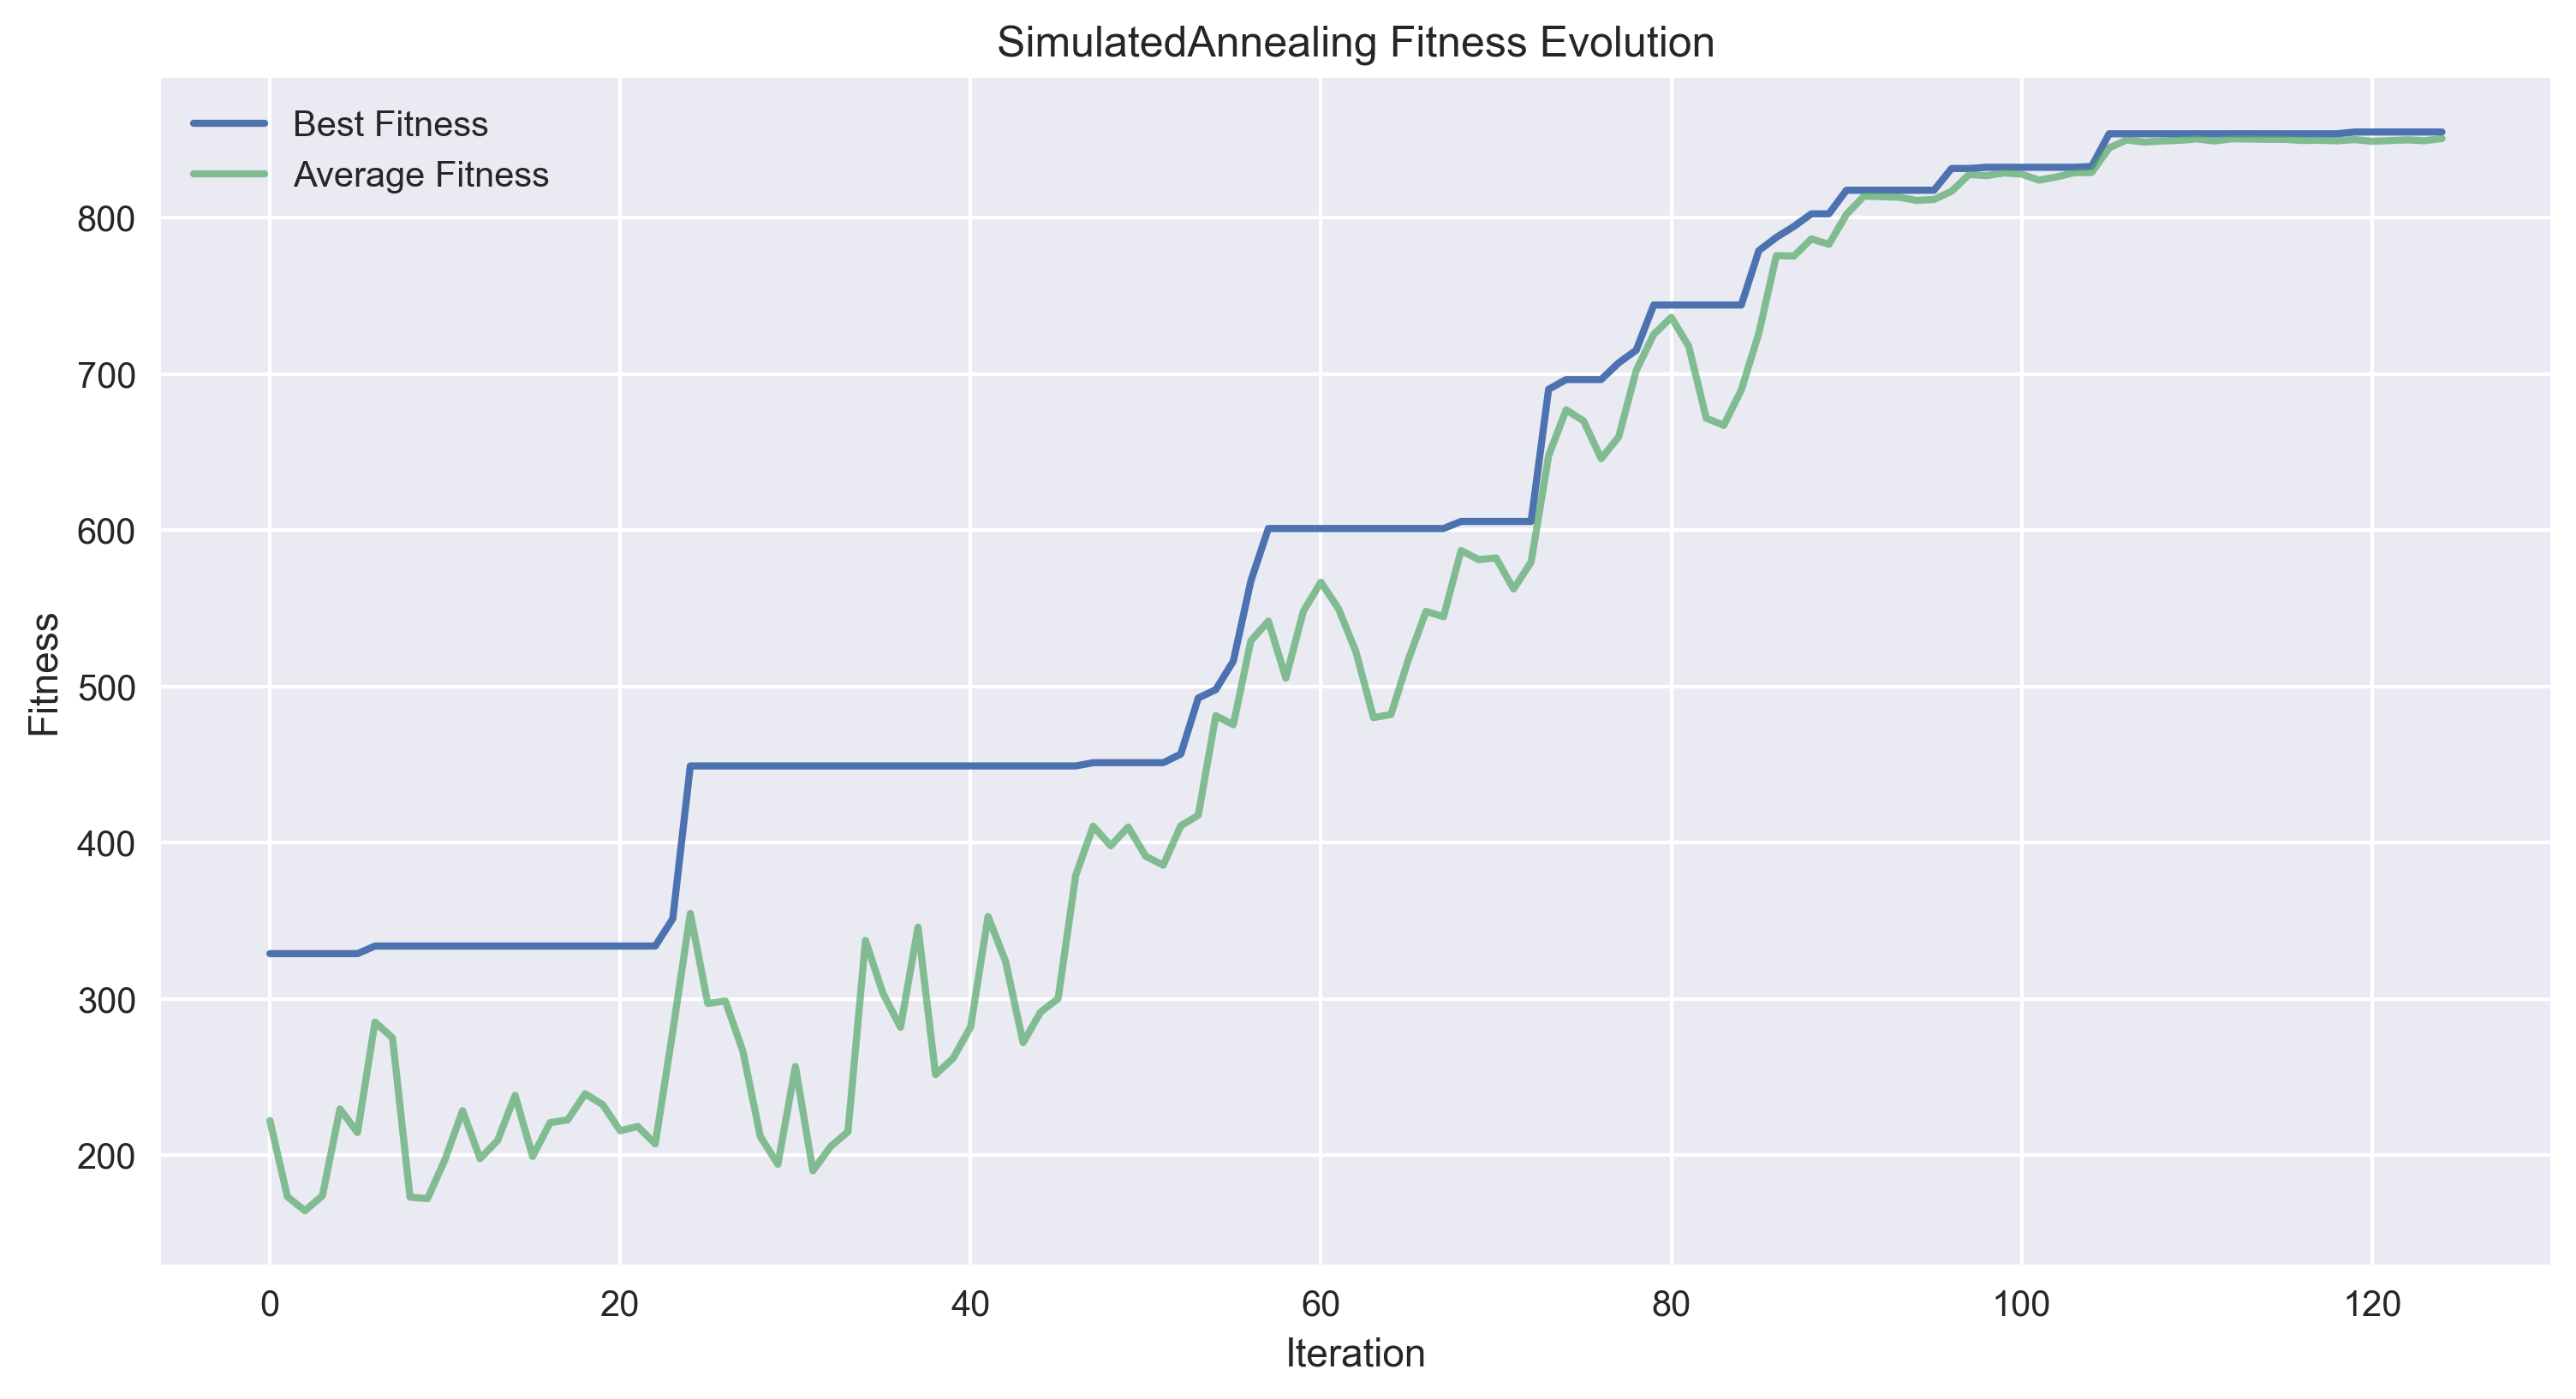 SimulatedAnnealing Fitness Evolution
Best Fitness
Average Fitness
800
700
600
500
400
300
200
Fitness
0 20 40 60 80 100 120
Iteration